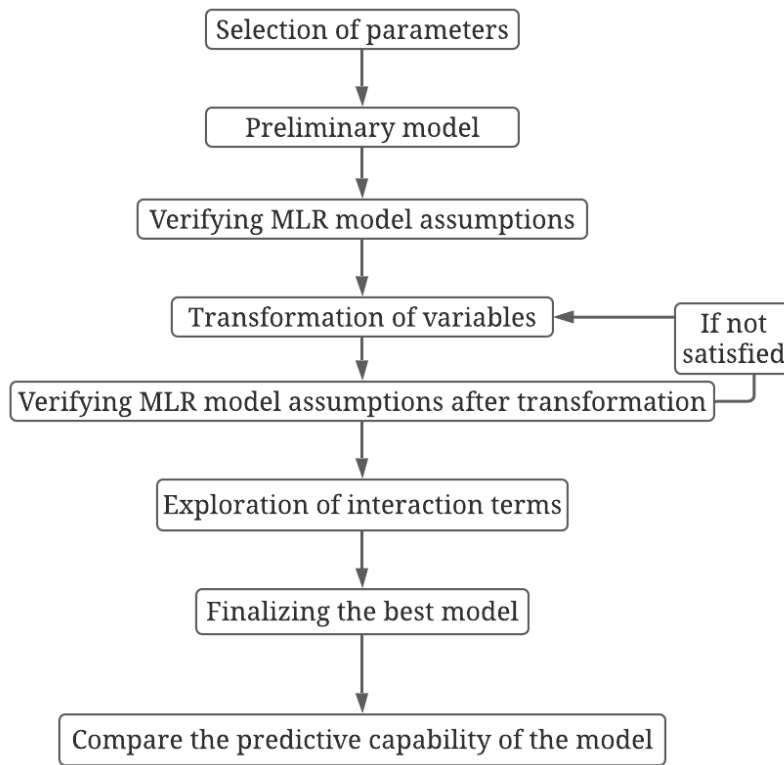 Selection of parameters
Preliminary model
Verifying MLR model assumptions
Transformation of variables
If not
satisfied
Verifying MLR model assumptions after transformation
Exploration of interaction terms
Finalizing the best model
Compare the predictive capability of the model